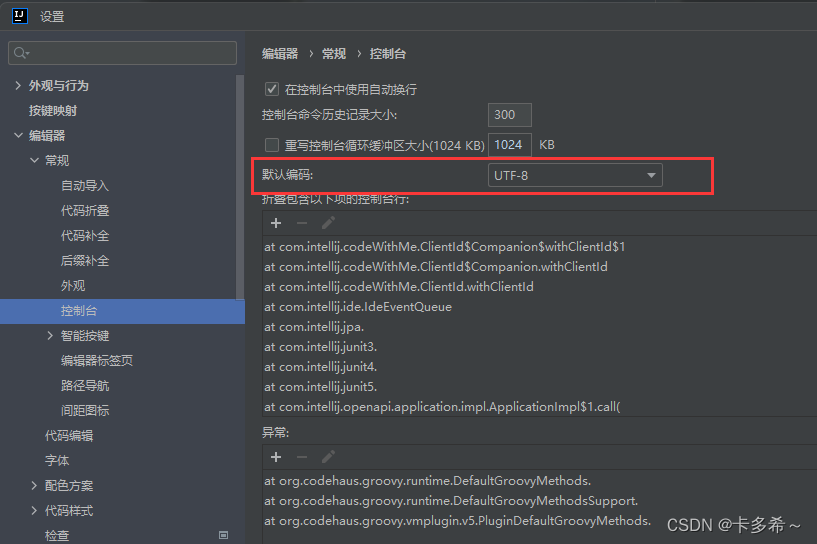 设置
外观与行为
按键映射
编辑器
常规
自动导入
代码折叠
代码补全
后缀补全
外观
控制台
智能按键
编辑器标签页
路径导航
间距图标
代码编辑
字体
配色方案
代码样式
检查
编辑器 › 常规 › 控制台
在控制台中使用自动换行
控制台命令历史记录大小: 300
重写控制台循环缓冲区大小(1024 KB) 1024 KB
默认编码: UTF-8
折叠包含以下项的控制台行:
at com.intellij.codeWithMe.ClientId$Companion$withClientId$1
at com.intellij.codeWithMe.ClientId$Companion.withClientId
at com.intellij.codeWithMe.ClientId.withClientId
at com.intellij.ide.IdeEventQueue
at com.intellij.jpa.
at com.intellij.junit3.
at com.intellij.junit4.
at com.intellij.junit5.
at com.intellij.openapi.application.impl.ApplicationImpl$1.call(
异常:
at org.codehaus.groovy.runtime.DefaultGroovyMethods.
at org.codehaus.groovy.runtime.DefaultGroovyMethodsSupport.
at org.codehaus.groovy.vmplugin.v5.PluginDefaultGroovyMethods.
CSDN @卡多希～